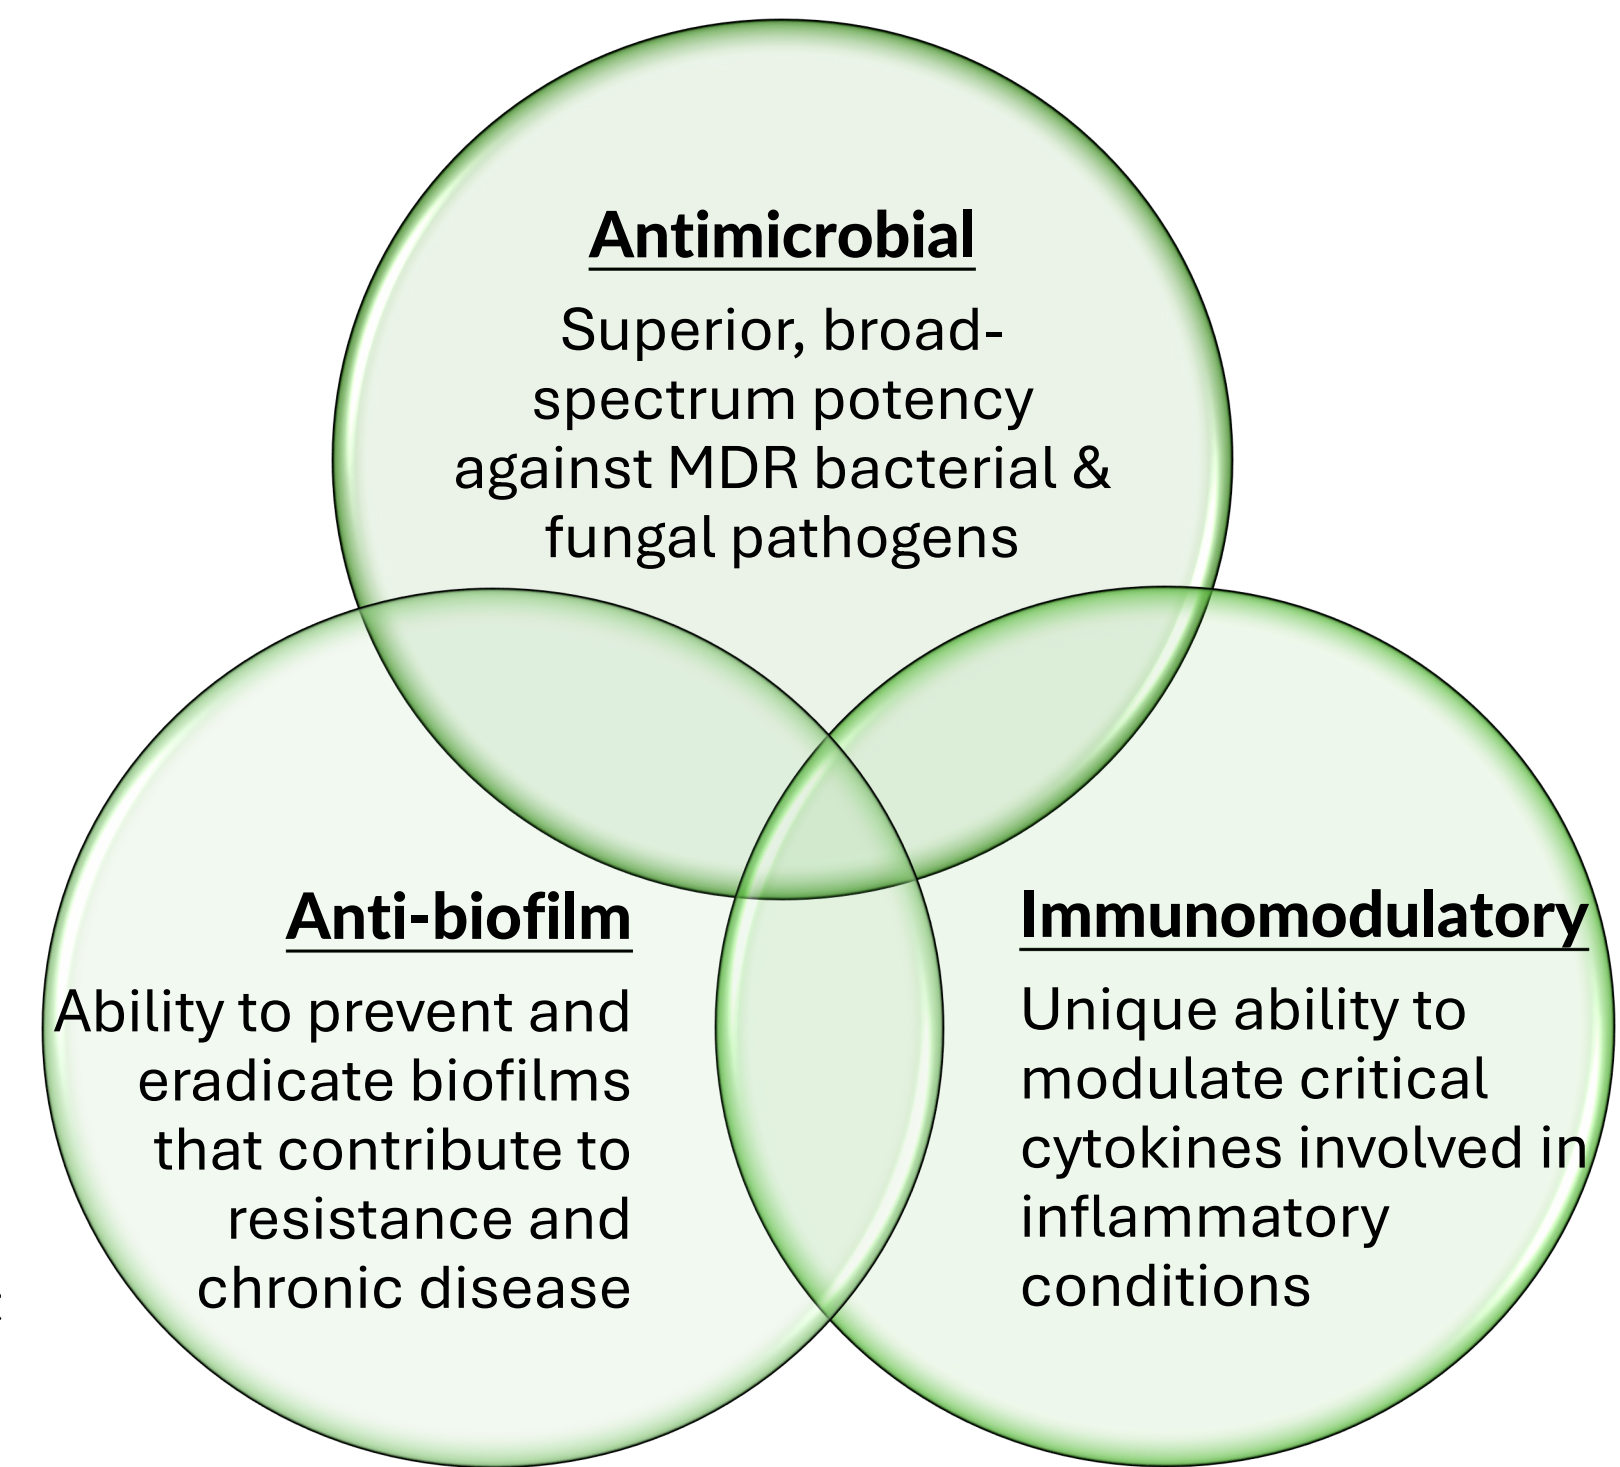 Antimicrobial
Superior, broad-
spectrum potency
against MDR bacterial &
fungal pathogens
Anti-biofilm
Ability to prevent and
eradicate biofilms
that contribute to
resistance and
chronic disease
Immunomodulatory
Unique ability to
modulate critical
cytokines involved in
inflammatory
conditions